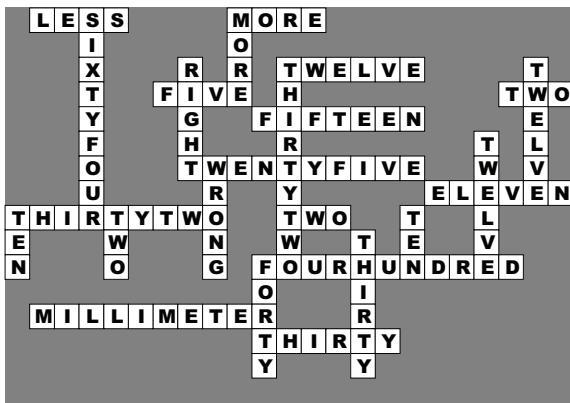 LESS MORE
TWELVE
FIVE TWO
FIFTEEN
TWENTYFIVE
ELEVEN
THIRTYTWO TWO
FOURHUNDRED
MILLIMETER
THIRTY
SIXTYFOUR
MORE
RIGHT
THIRTYTWO
TWELVE
TWELVE
WRONG
TEN
TWO
TEN
THIRTY
FORTY